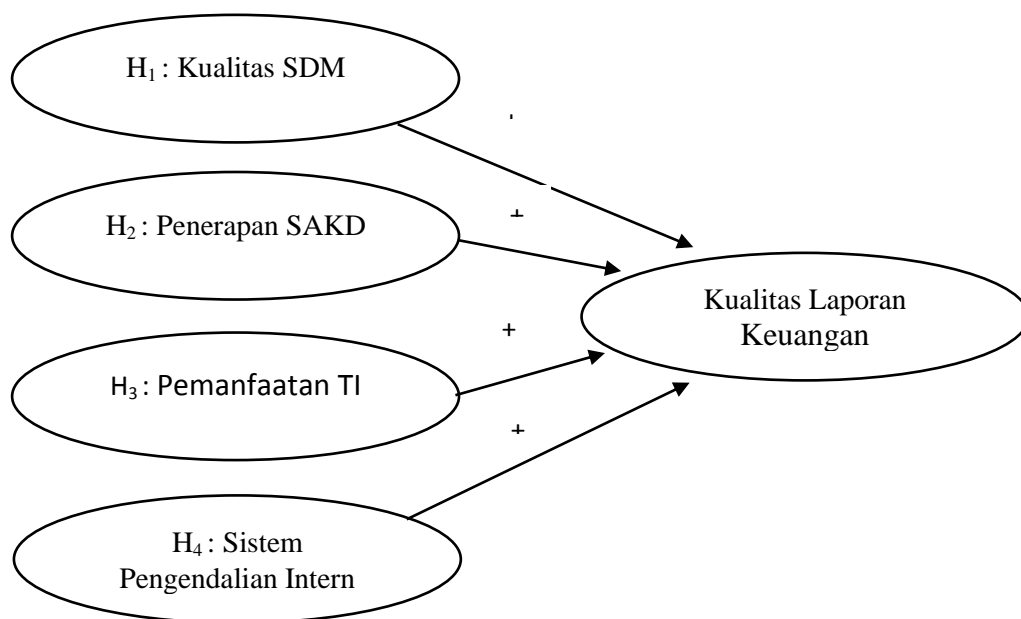 H₁ : Kualitas SDM
+
H₂ : Penerapan SAKD
Kualitas Laporan
Keuangan
+
H₃ : Pemanfaatan TI
+
H₄ : Sistem
Pengendalian Intern